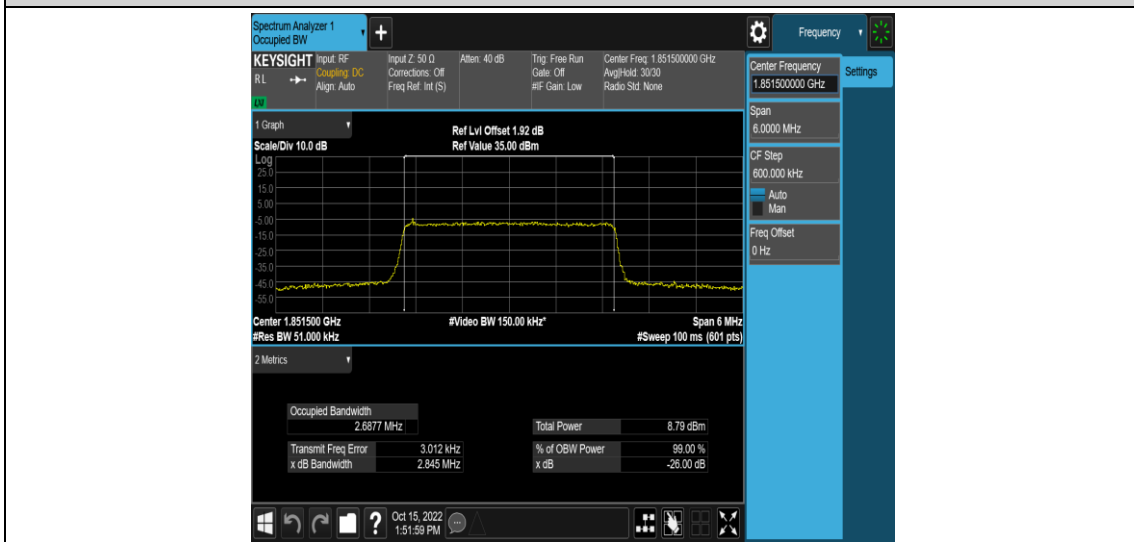 Spectrum Analyzer 1
Occupied BW
+
Frequency
KEYSIGHT
RL
Input: RF
Coupling: DC
Align: Auto
Input Z: 50 Ω
Corrections: Off
Freq Ref: Int (S)
Atten: 40 dB
Trig: Free Run
Gate: Off
#IF Gain: Low
Center Freq: 1.851500000 GHz
Avg|Hold: 30/30
Radio Std: None
Center Frequency
1.851500000 GHz
Settings
Span
6.0000 MHz
CF Step
600.000 kHz
Auto
Man
Freq Offset
0 Hz
1 Graph
Scale/Div 10.0 dB
Ref Lvl Offset 1.92 dB
Ref Value 35.00 dBm
Log
25.0
15.0
5.00
-5.00
-15.0
-25.0
-35.0
-45.0
-55.0
Center 1.851500 GHz
#Video BW 150.00 kHz*
Span 6 MHz
#Res BW 51.000 kHz
#Sweep 100 ms (601 pts)
2 Metrics
Occupied Bandwidth
2.6877 MHz
Total Power 8.79 dBm
Transmit Freq Error 3.012 kHz
% of OBW Power 99.00 %
x dB Bandwidth 2.845 MHz
x dB -26.00 dB
?
Oct 15, 2022
1:51:59 PM